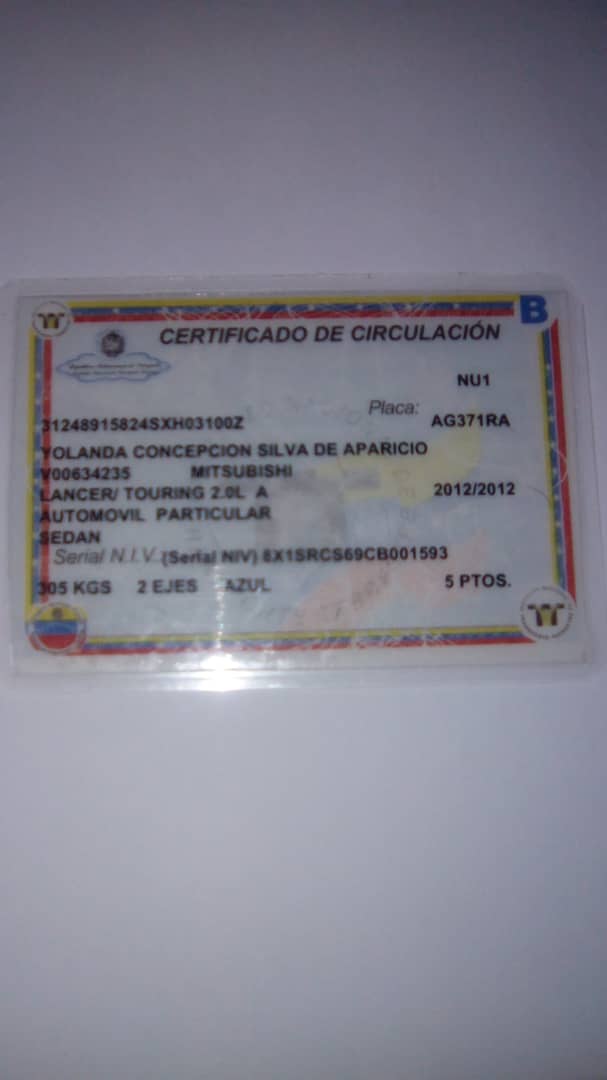 B
CERTIFICADO DE CIRCULACIÓN
NU1
Placa:
31248915824SXH03100Z AG371RA
YOLANDA CONCEPCION SILVA DE APARICIO
V00634235 MITSUBISHI
LANCER/ TOURING 2.0L A 2012/2012
AUTOMOVIL PARTICULAR
SEDAN
Serial N.I.V. (Serial NIV) 8X1SRCS69CB001593
305 KGS 2 EJES AZUL 5 PTOS.